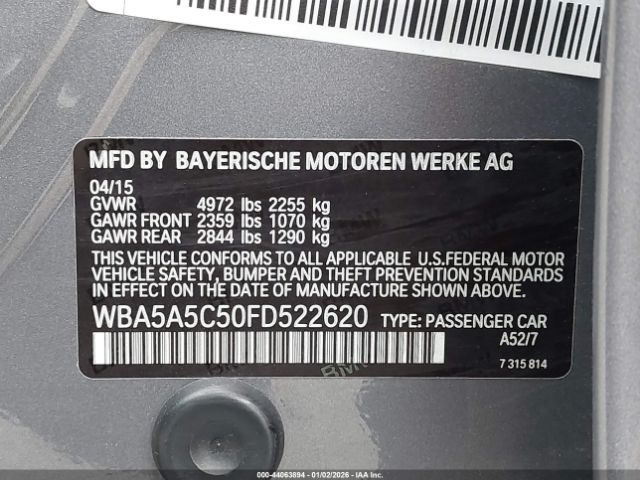 MFD BY BAYERISCHE MOTOREN WERKE AG
04/15
GVWR 4972 lbs 2255 kg
GAWR FRONT 2359 lbs 1070 kg
GAWR REAR 2844 lbs 1290 kg
THIS VEHICLE CONFORMS TO ALL APPLICABLE U.S.FEDERAL MOTOR
VEHICLE SAFETY, BUMPER AND THEFT PREVENTION STANDARDS
IN EFFECT ON THE DATE OF MANUFACTURE SHOWN ABOVE.
WBA5A5C50FD522620 TYPE: PASSENGER CAR
A52/7
7 315 814
000-44063894 - 01/02/2026 - IAAI.com